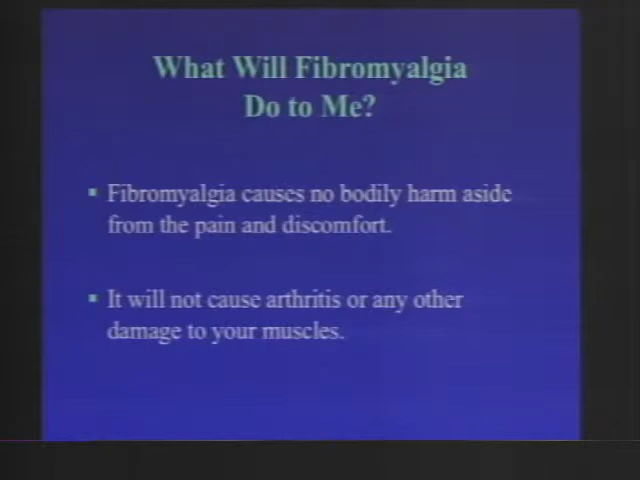 What Will Fibromyalgia
Do to Me?
▪ Fibromyalgia causes no bodily harm aside
from the pain and discomfort.
▪ It will not cause arthritis or any other
damage to your muscles.